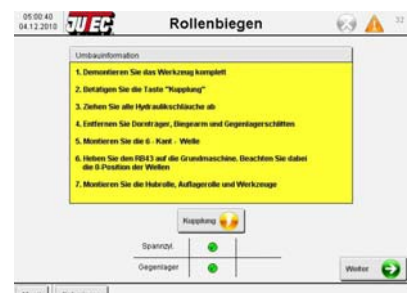 05:00:40
04.12.2010
JUTEC
Rollenbiegen
32
Umbauinformation
1. Demontieren Sie das Werkzeug komplett
2. Betätigen Sie die Taste "Kupplung"
3. Ziehen Sie alle Hydraulikschläuche ab
4. Entfernen Sie Dornträger, Biegearm und Gegenlagerschlitten
5. Montieren Sie die 6 - Kant - Welle
6. Heben Sie den RB43 auf die Grundmaschine. Beachten Sie dabei
die 0-Position der Wellen
7. Montieren Sie die Hubrolle, Auflagerolle und Werkzeuge
Kupplung
Spannzyl.
Gegenlager
Weiter